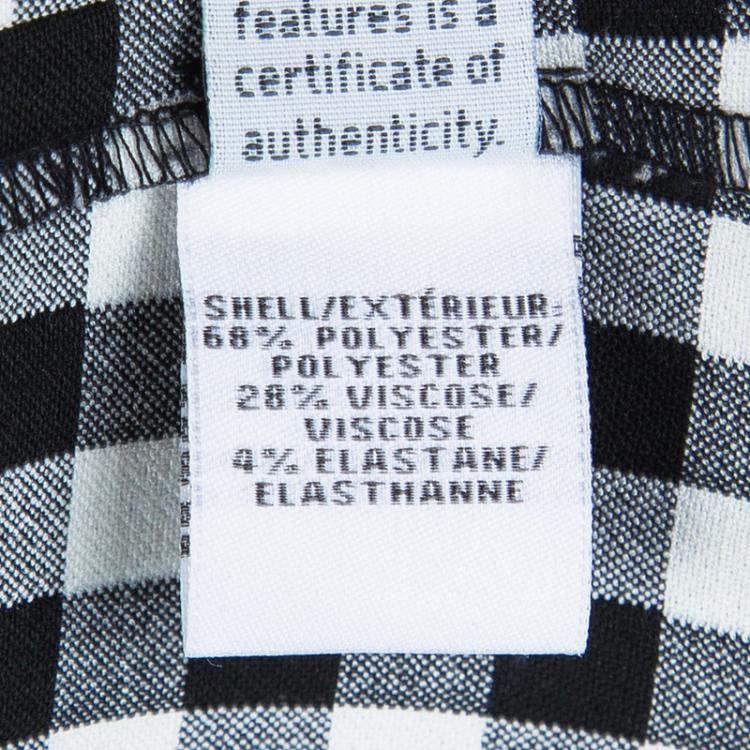 features is a
certificate of
authenticity.
SHELL/EXTÉRIEUR:
68% POLYESTER/
POLYESTER
28% VISCOSE/
VISCOSE
4% ELASTANE/
ELASTHANNE